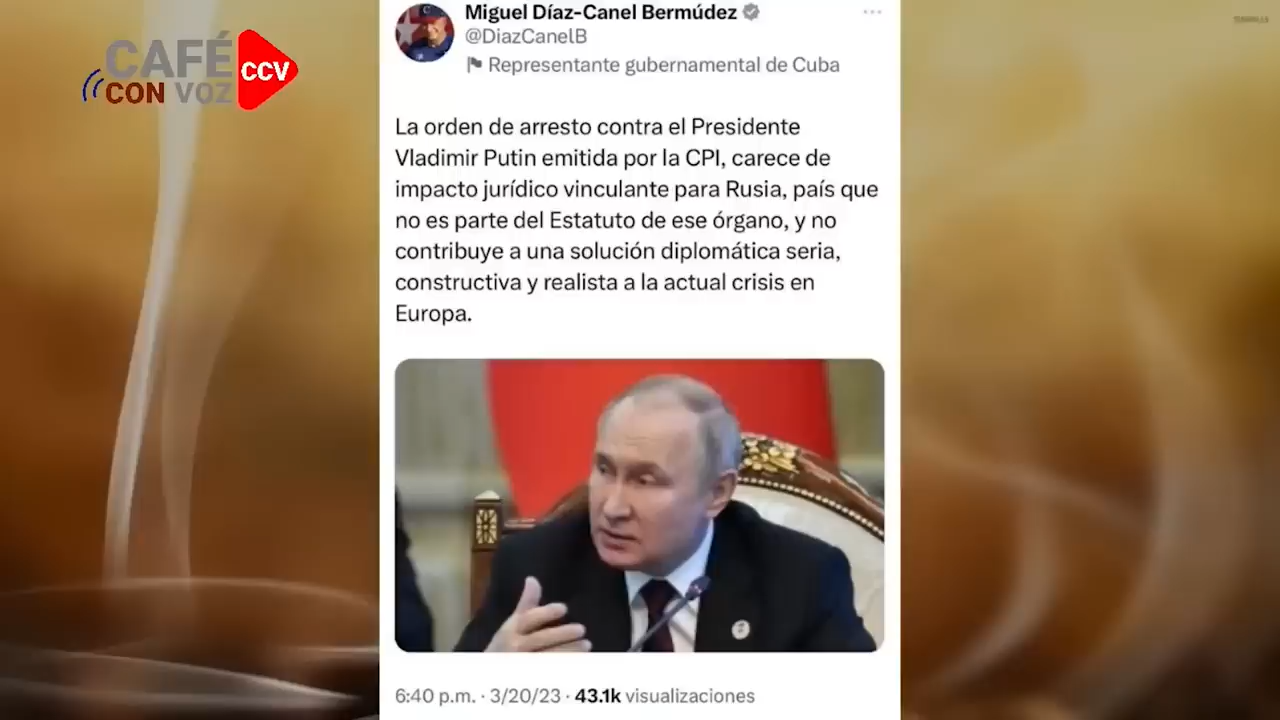 CAFÉ
CON VOZ
CCV
Miguel Díaz-Canel Bermúdez
@DiazCanelB
Representante gubernamental de Cuba
La orden de arresto contra el Presidente
Vladimir Putin emitida por la CPI, carece de
impacto jurídico vinculante para Rusia, país que
no es parte del Estatuto de ese órgano, y no
contribuye a una solución diplomática seria,
constructiva y realista a la actual crisis en
Europa.
6:40 p.m. · 3/20/23 · 43.1k visualizaciones